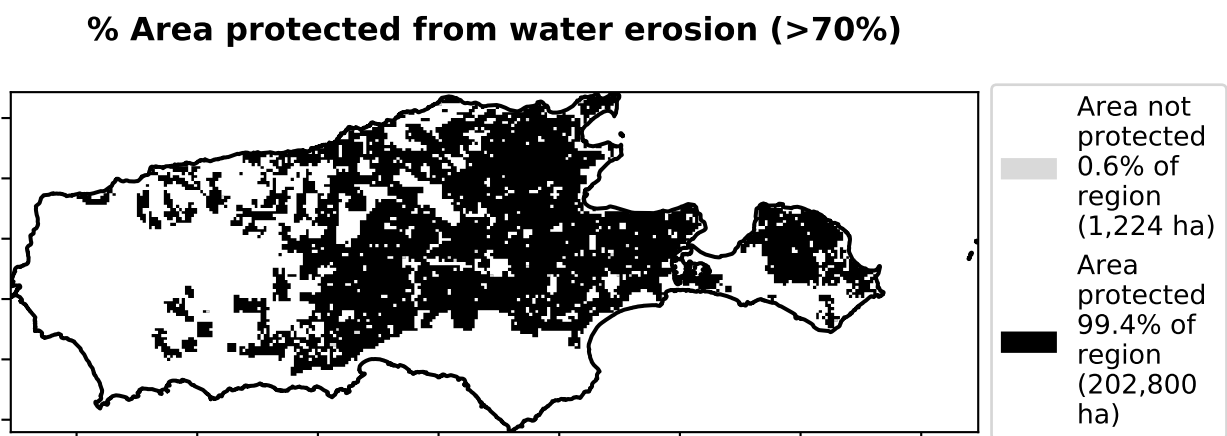 % Area protected from water erosion (>70%)
Area not
protected
0.6% of
region
(1,224 ha)
Area
protected
99.4% of
region
(202,800
ha)